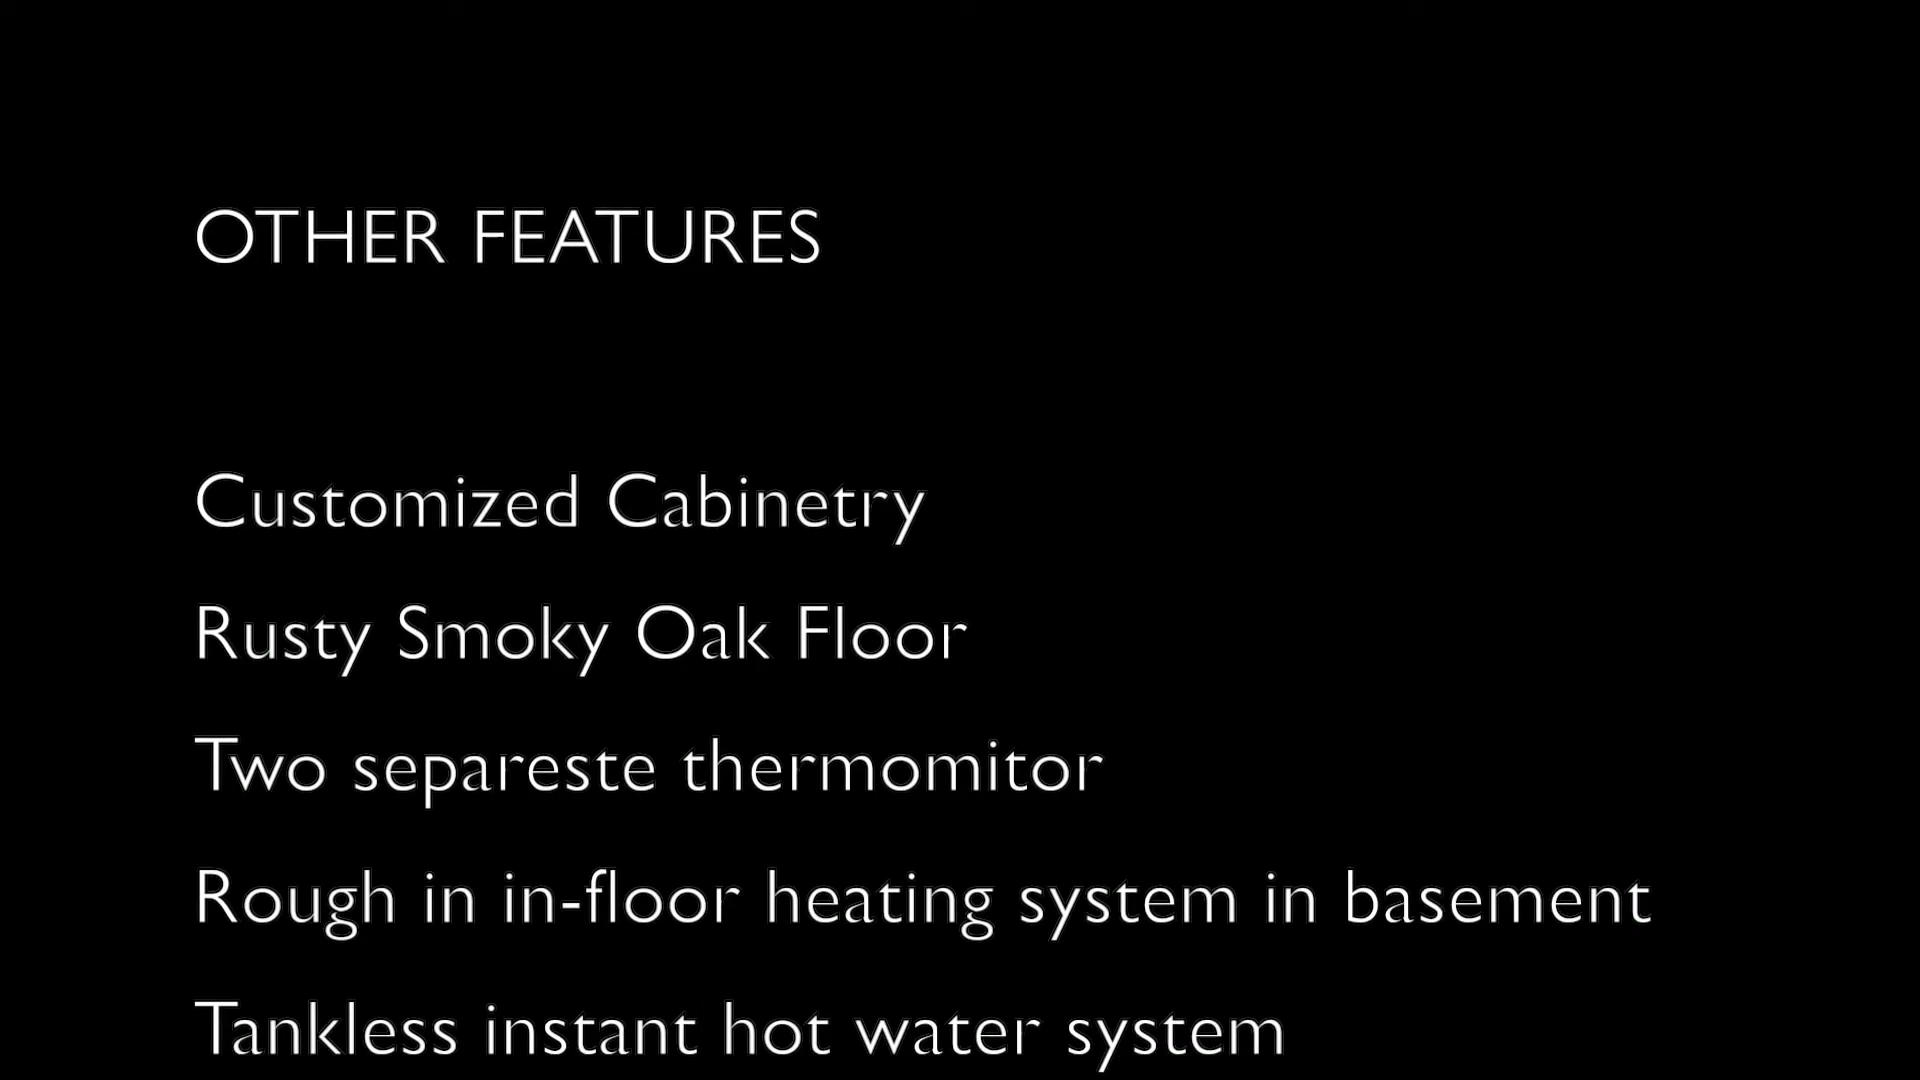 OTHER FEATURES
Customized Cabinetry
Rusty Smoky Oak Floor
Two separeste thermomitor
Rough in in-floor heating system in basement
Tankless instant hot water system